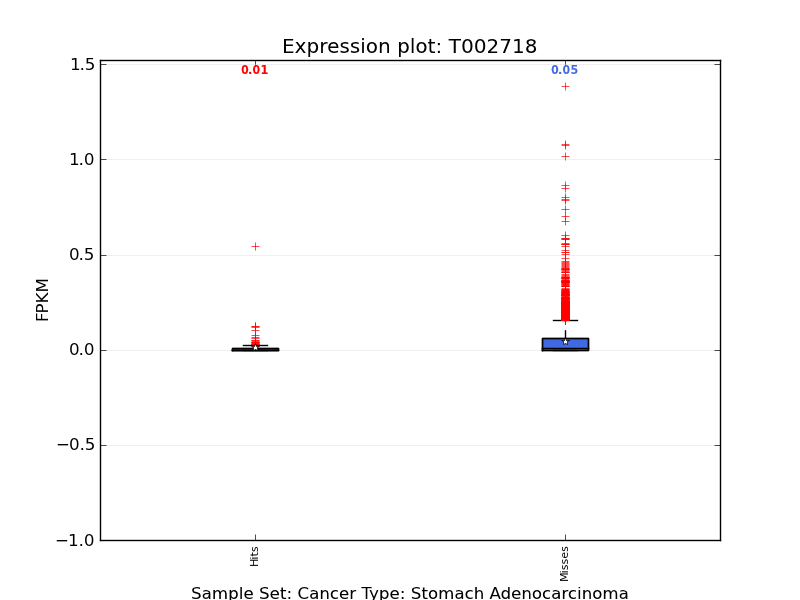 Expression plot: T002718
1.5
0.01
0.05
1.0
0.5
FPKM
0.0
−0.5
−1.0
Hits
Misses
Sample Set: Cancer Type: Stomach Adenocarcinoma